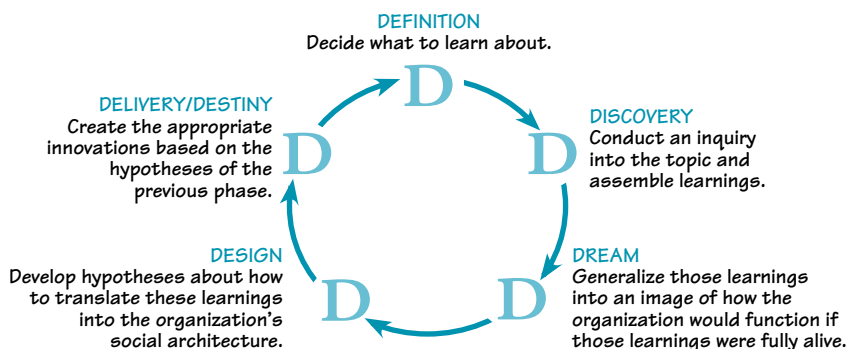 DEFINITION
Decide what to learn about.
D
DISCOVERY
Conduct an inquiry
into the topic and
assemble learnings.
D
DREAM
Generalize those learnings
into an image of how the
organization would function if
those learnings were fully alive.
D
DESIGN
Develop hypotheses about how
to translate these learnings
into the organization's
social architecture.
D
DELIVERY/DESTINY
Create the appropriate
innovations based on the
hypotheses of the
previous phase.
D